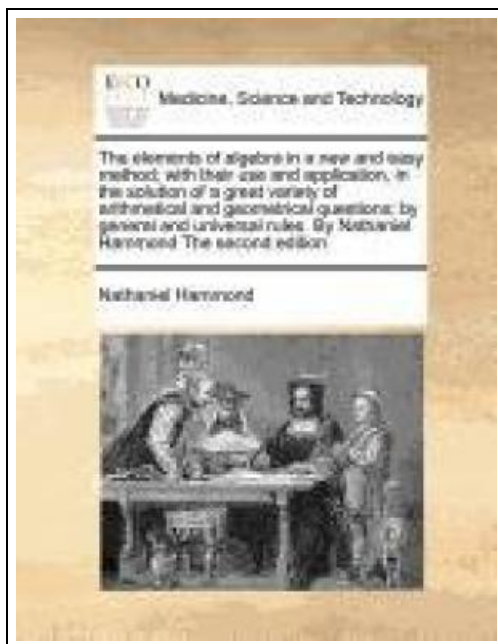 ECCO
Medicine, Science and Technology
The elements of algebra in a new and easy
method; with their use and application, in
the solution of a great variety of
arithmetical and geometrical questions; by
general and universal rules. By Nathaniel
Hammond The second edition
Nathaniel Hammond